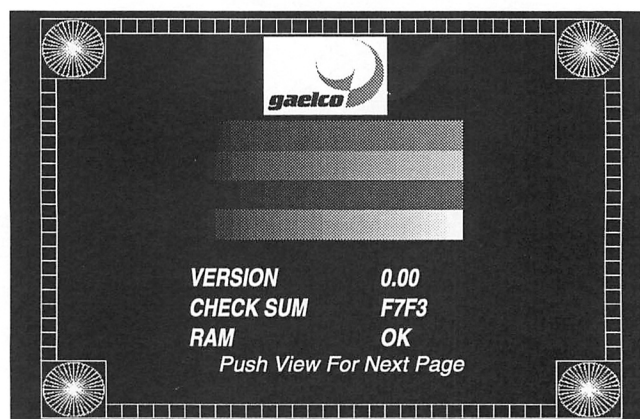 gaelco
VERSION 0.00
CHECK SUM F7F3
RAM OK
Push View For Next Page